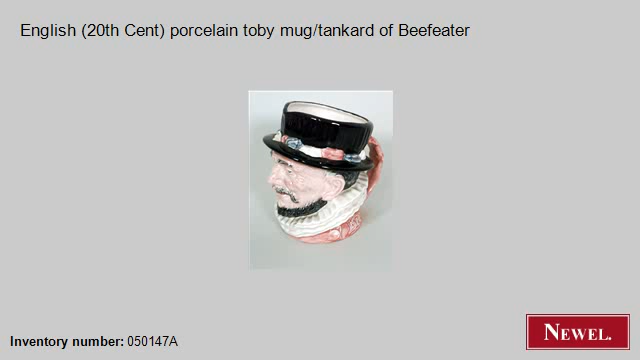 English (20th Cent) porcelain toby mug/tankard of Beefeater
Inventory number: 050147A
NEWEL.